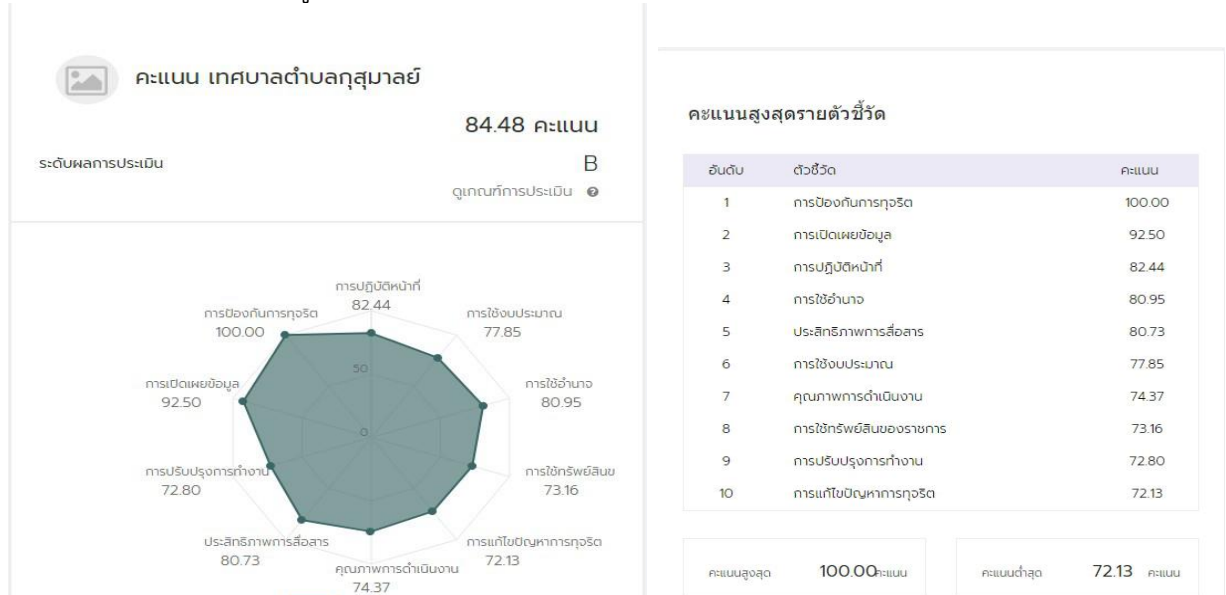 คะแนน เทศบาลตำบลกุสุมาลย์
84.48 คะแนน
ระดับผลการประเมิน B
ดูเกณฑ์การประเมิน
การปฏิบัติหน้าที่
82.44
การป้องกันการทุจริต
100.00
การใช้งบประมาณ
77.85
50
การเปิดเผยข้อมูล
92.50
การใช้อำนาจ
80.95
0
การปรับปรุงการทำงาน
72.80
การใช้ทรัพย์สินข
73.16
ประสิทธิภาพการสื่อสาร
80.73
การแก้ไขปัญหาการทุจริต
72.13
คุณภาพการดำเนินงาน
74.37
คะแนนสูงสุดรายตัวชี้วัด
อันดับ ตัวชี้วัด คะแนน
1 การป้องกันการทุจริต 100.00
2 การเปิดเผยข้อมูล 92.50
3 การปฏิบัติหน้าที่ 82.44
4 การใช้อำนาจ 80.95
5 ประสิทธิภาพการสื่อสาร 80.73
6 การใช้งบประมาณ 77.85
7 คุณภาพการดำเนินงาน 74.37
8 การใช้ทรัพย์สินของราชการ 73.16
9 การปรับปรุงการทำงาน 72.80
10 การแก้ไขปัญหาการทุจริต 72.13
คะแนนสูงสุด 100.00 คะแนน
คะแนนต่ำสุด 72.13 คะแนน